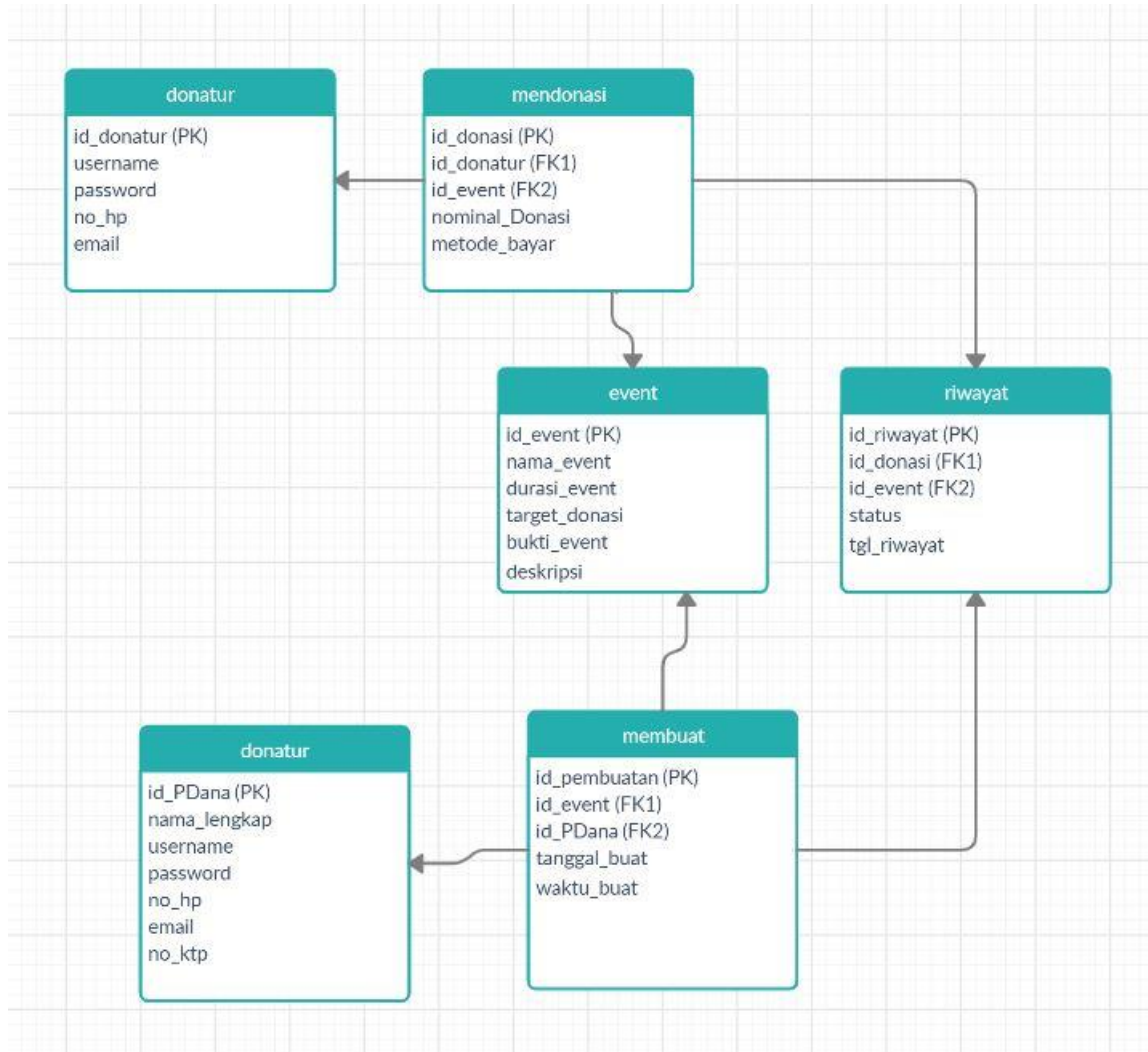 donatur
id_donatur (PK)
username
password
no_hp
email
mendonasi
id_donasi (PK)
id_donatur (FK1)
id_event (FK2)
nominal_Donasi
metode_bayar
event
id_event (PK)
nama_event
durasi_event
target_donasi
bukti_event
deskripsi
riwayat
id_riwayat (PK)
id_donasi (FK1)
id_event (FK2)
status
tgl_riwayat
donatur
id_PDana (PK)
nama_lengkap
username
password
no_hp
email
no_ktp
membuat
id_pembuatan (PK)
id_event (FK1)
id_PDana (FK2)
tanggal_buat
waktu_buat